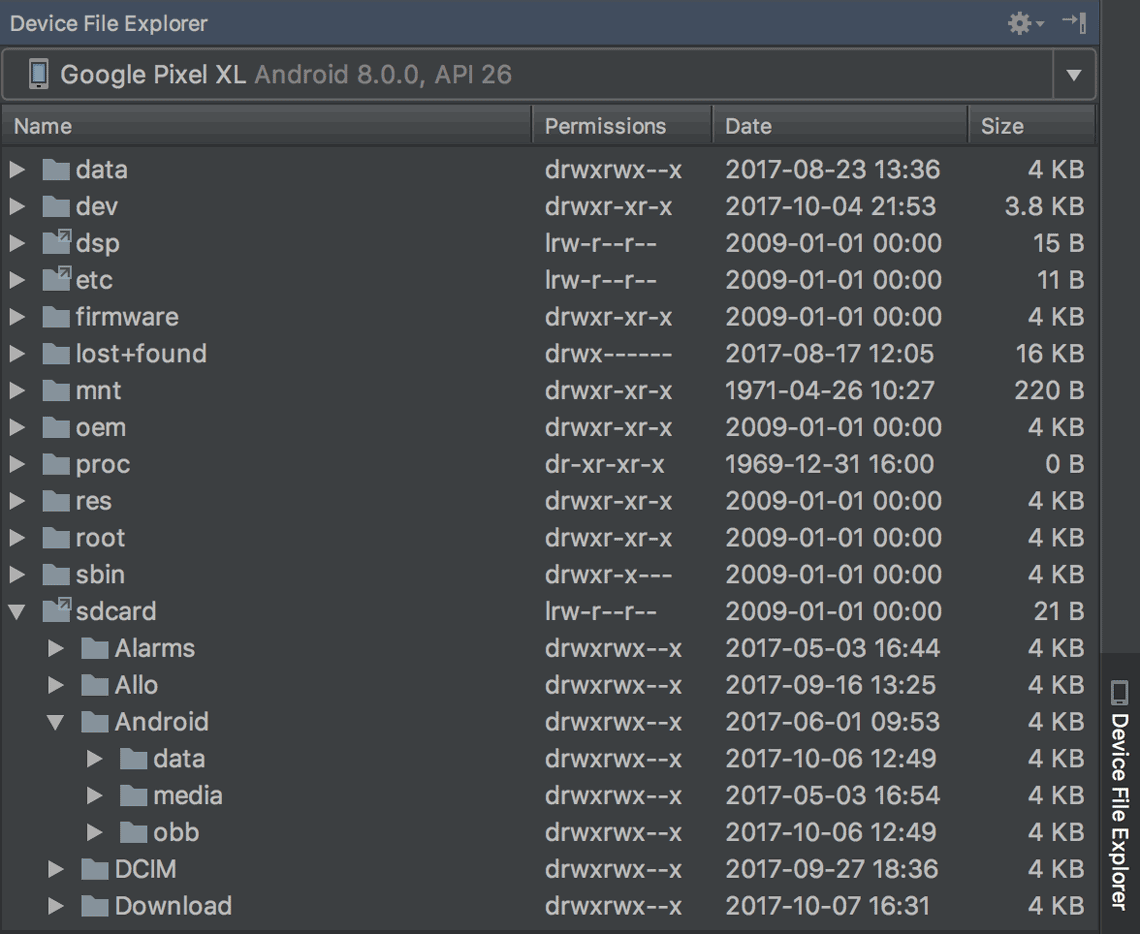 Device File Explorer
Google Pixel XL Android 8.0.0, API 26
Name Permissions Date Size
data drwxrwx--x 2017-08-23 13:36 4 KB
dev drwxr-xr-x 2017-10-04 21:53 3.8 KB
dsp lrw-r--r-- 2009-01-01 00:00 15 B
etc lrw-r--r-- 2009-01-01 00:00 11 B
firmware drwxr-xr-x 2009-01-01 00:00 4 KB
lost+found drwx------ 2017-08-17 12:05 16 KB
mnt drwxr-xr-x 1971-04-26 10:27 220 B
oem drwxr-xr-x 2009-01-01 00:00 4 KB
proc dr-xr-xr-x 1969-12-31 16:00 0 B
res drwxr-xr-x 2009-01-01 00:00 4 KB
root drwxr-xr-x 2009-01-01 00:00 4 KB
sbin drwxr-x--- 2009-01-01 00:00 4 KB
sdcard lrw-r--r-- 2009-01-01 00:00 21 B
Alarms drwxrwx--x 2017-05-03 16:44 4 KB
Allo drwxrwx--x 2017-09-16 13:25 4 KB
Android drwxrwx--x 2017-06-01 09:53 4 KB
data drwxrwx--x 2017-10-06 12:49 4 KB
media drwxrwx--x 2017-05-03 16:54 4 KB
obb drwxrwx--x 2017-10-06 12:49 4 KB
DCIM drwxrwx--x 2017-09-27 18:36 4 KB
Download drwxrwx--x 2017-10-07 16:31 4 KB
Device File Explorer